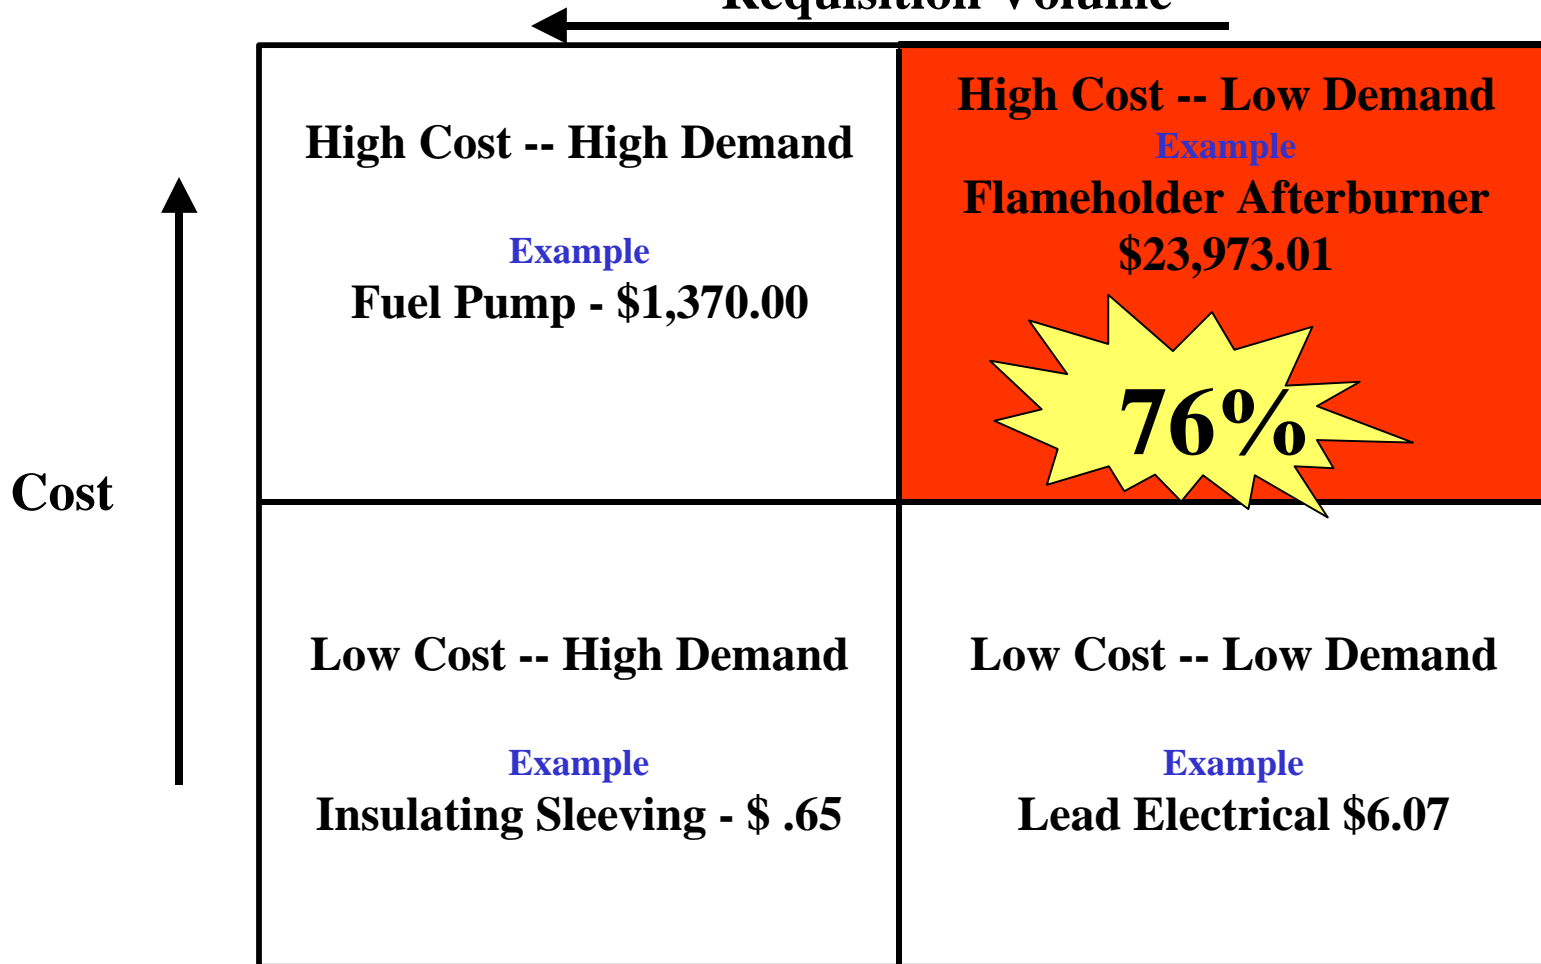 Requisition Volume
High Cost -- High Demand
Example
Fuel Pump - $1,370.00
High Cost -- Low Demand
Example
Flameholder Afterburner
$23,973.01
76%
Cost
Low Cost -- High Demand
Example
Insulating Sleeving - $ .65
Low Cost -- Low Demand
Example
Lead Electrical $6.07